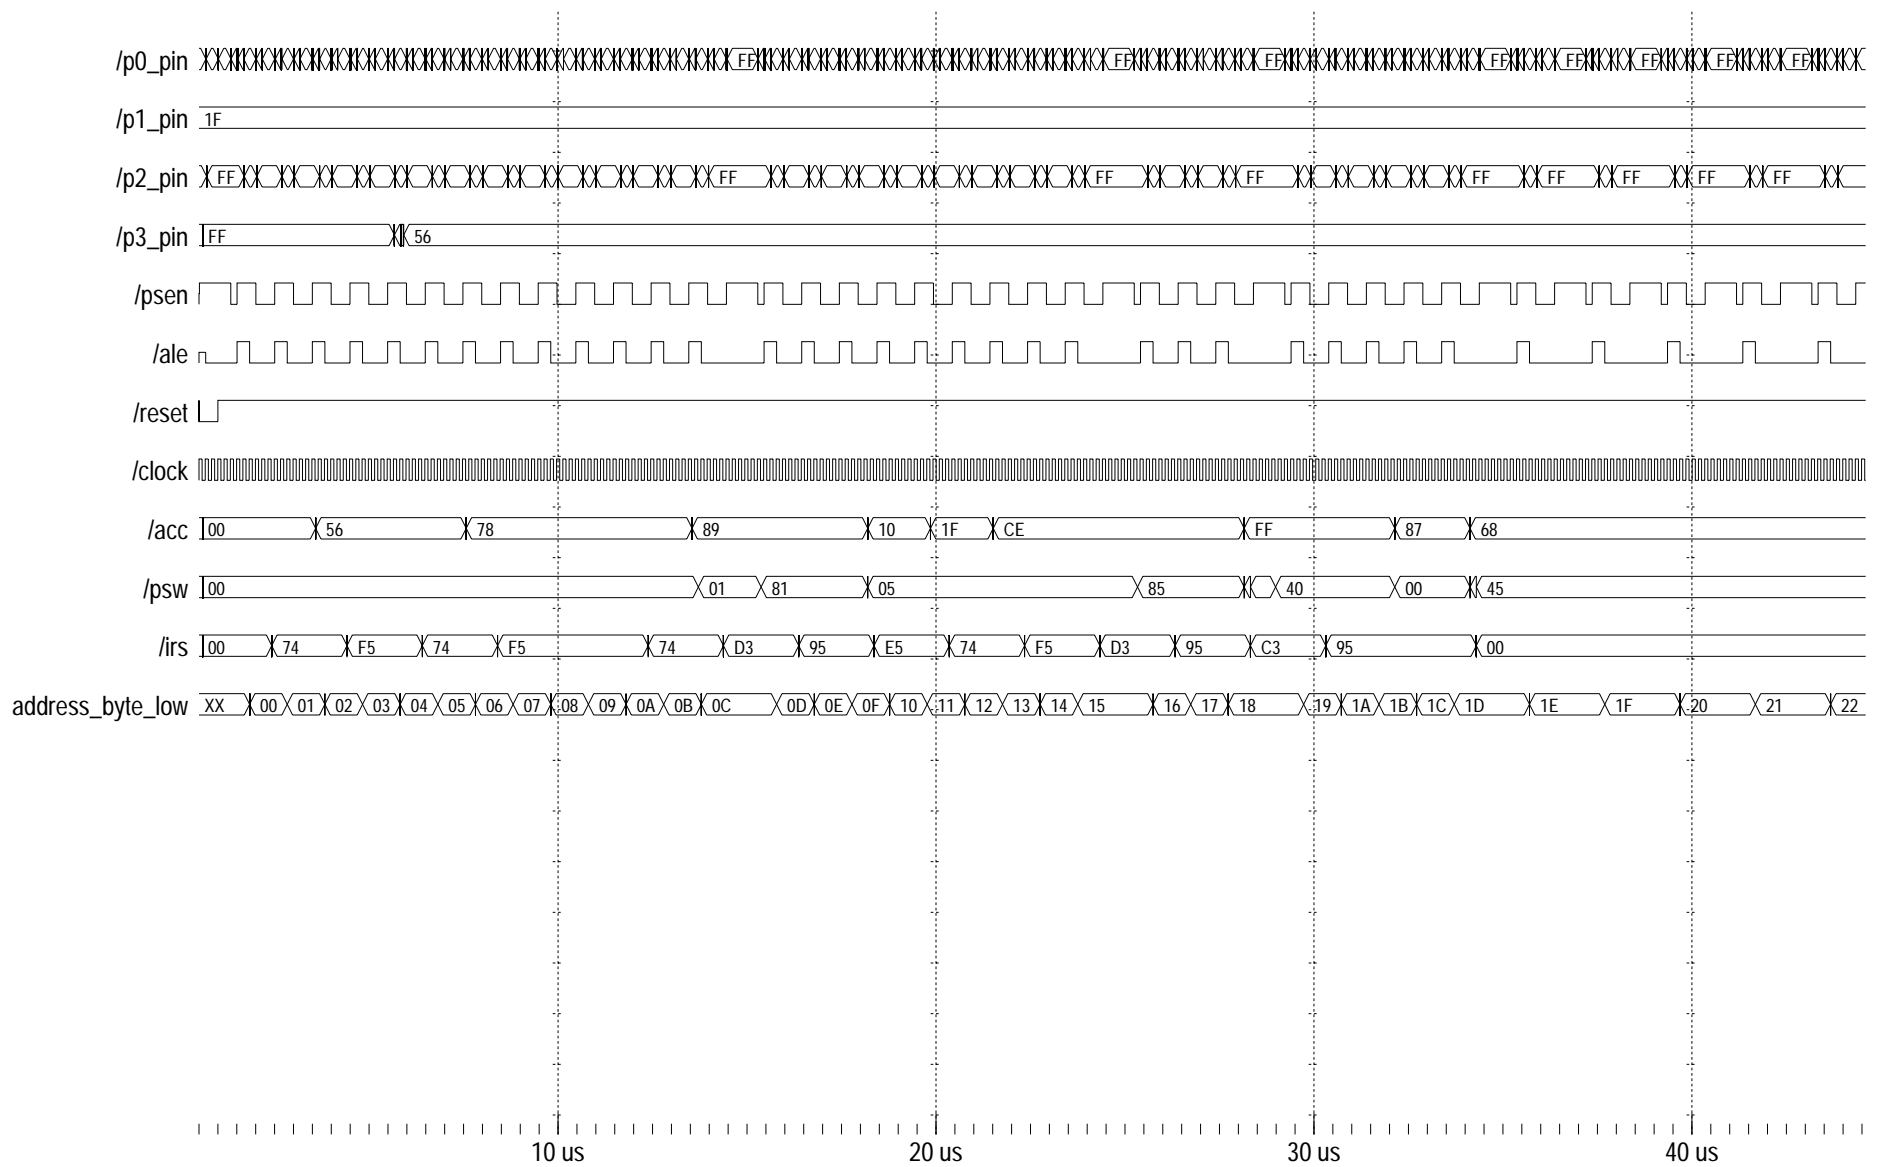 /p0_pin FF FF FF FF FF FF FF FF
/p1_pin 1F
/p2_pin FF FF FF FF FF FF FF FF FF
/p3_pin FF 56
/psen
/ale
/reset
/clock
/acc 00 56 78 89 10 1F CE FF 87 68
/psw 00 01 81 05 85 40 00 45
/irs 00 74 F5 74 F5 74 D3 95 E5 74 F5 D3 95 C3 95 00
address_byte_low XX 00 01 02 03 04 05 06 07 08 09 0A 0B 0C 0D 0E 0F 10 11 12 13 14 15 16 17 18 19 1A 1B 1C 1D 1E 1F 20 21 22
10 us 20 us 30 us 40 us